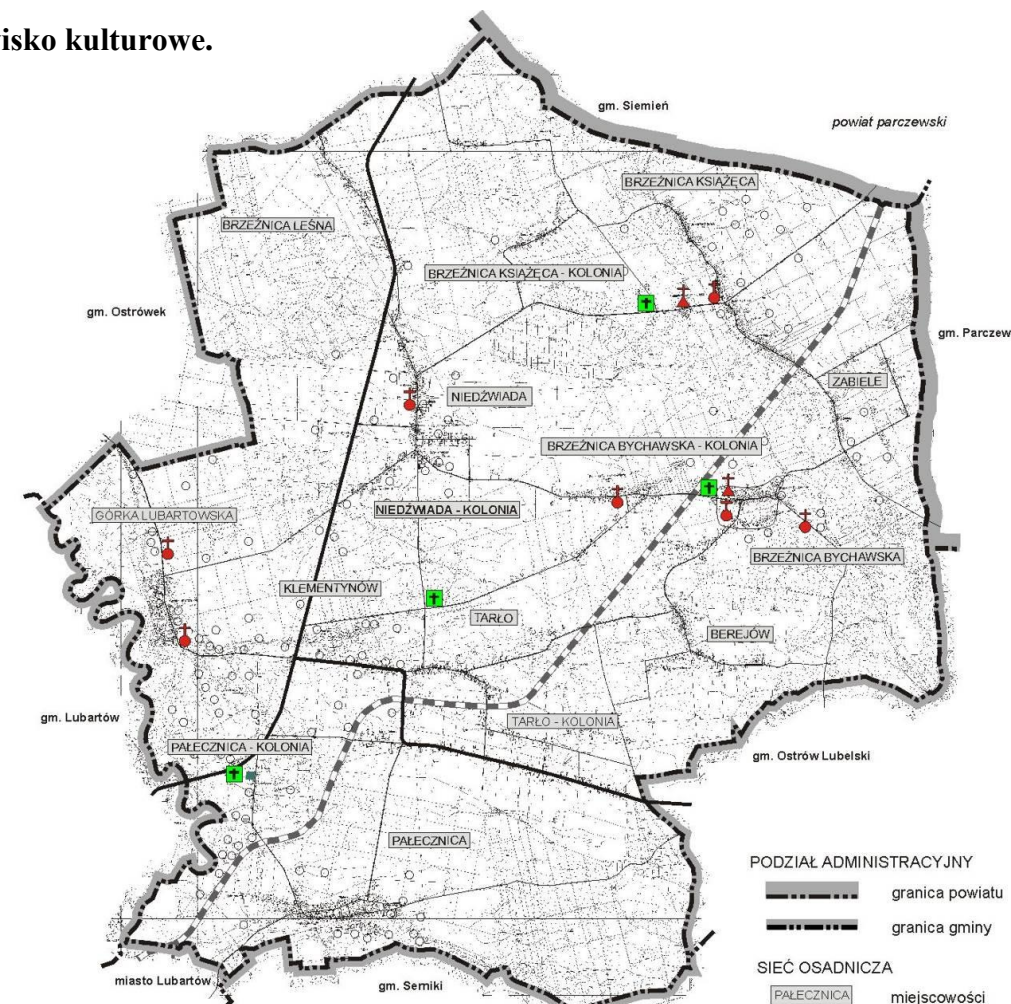 isko kulturowe.
gm. Siemień
powiat parczewski
BRZEŹNICA KSIĄŻĘCA
BRZEŹNICA LEŚNA
BRZEŹNICA KSIĄŻĘCA - KOLONIA
gm. Ostrówek
gm. Parczew
ZABIELE
NIEDŹWIADA
BRZEŹNICA BYCHAWSKA - KOLONIA
NIEDŹWIADA - KOLONIA
GÓRKA LUBARTOWSKA
BRZEŹNICA BYCHAWSKA
KLEMENTYNÓW
TARŁO
BEREJÓW
gm. Lubartów
TARŁO - KOLONIA
PAŁECZNICA - KOLONIA
gm. Ostrów Lubelski
PAŁECZNICA
PODZIAŁ ADMINISTRACYJNY
granica powiatu
granica gminy
SIEĆ OSADNICZA
miasto Lubartów
gm. Serniki
PAŁECZNICA miejscowości